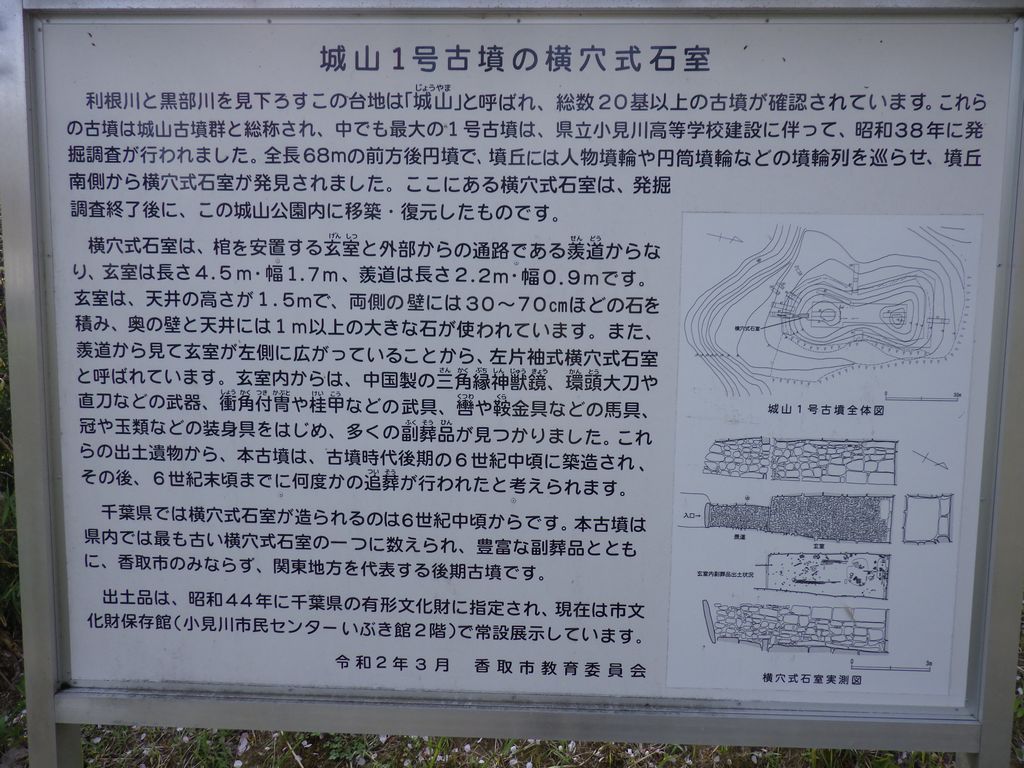 城山1号古墳の横穴式石室
利根川と黒部川を見下ろすこの台地は「城山」と呼ばれ、総数20基以上の古墳が確認されています。これら
の古墳は城山古墳群と総称され、中でも最大の1号古墳は、県立小見川高等学校建設に伴って、昭和38年に発
掘調査が行われました。全長68mの前方後円墳で、墳丘には人物埴輪や円筒埴輪などの埴輪列を巡らせ、墳丘
南側から横穴式石室が発見されました。ここにある横穴式石室は、発掘
調査終了後に、この城山公園内に移築・復元したものです。
横穴式石室は、棺を安置する玄室と外部からの通路である羨道からな
り、玄室は長さ4.5m・幅1.7m、羨道は長さ2.2m・幅0.9mです。
玄室は、天井の高さが1.5mで、両側の壁には30～70cmほどの石を
積み、奥の壁と天井には1m以上の大きな石が使われています。また、
羨道から見て玄室が左側に広がっていることから、左片袖式横穴式石室
と呼ばれています。玄室内からは、中国製の三角縁神獣鏡、環頭大刀や
直刀などの武器、衝角付冑や桂甲などの武具、轡や鞍金具などの馬具、
冠や玉類などの装身具をはじめ、多くの副葬品が見つかりました。これ
らの出土遺物から、本古墳は、古墳時代後期の6世紀中頃に築造され、
その後、6世紀末頃までに何度かの追葬が行われたと考えられます。
千葉県では横穴式石室が造られるのは6世紀中頃からです。本古墳は
県内では最も古い横穴式石室の一つに数えられ、豊富な副葬品ととも
に、香取市のみならず、関東地方を代表する後期古墳です。
出土品は、昭和44年に千葉県の有形文化財に指定され、現在は市文
化財保存館(小見川市民センターいぶき館2階)で常設展示しています。
令和2年3月 香取市教育委員会
横穴式石室
城山1号古墳全体図
入口→
羨道
玄室
玄室内副葬品出土状況
横穴式石室実測図